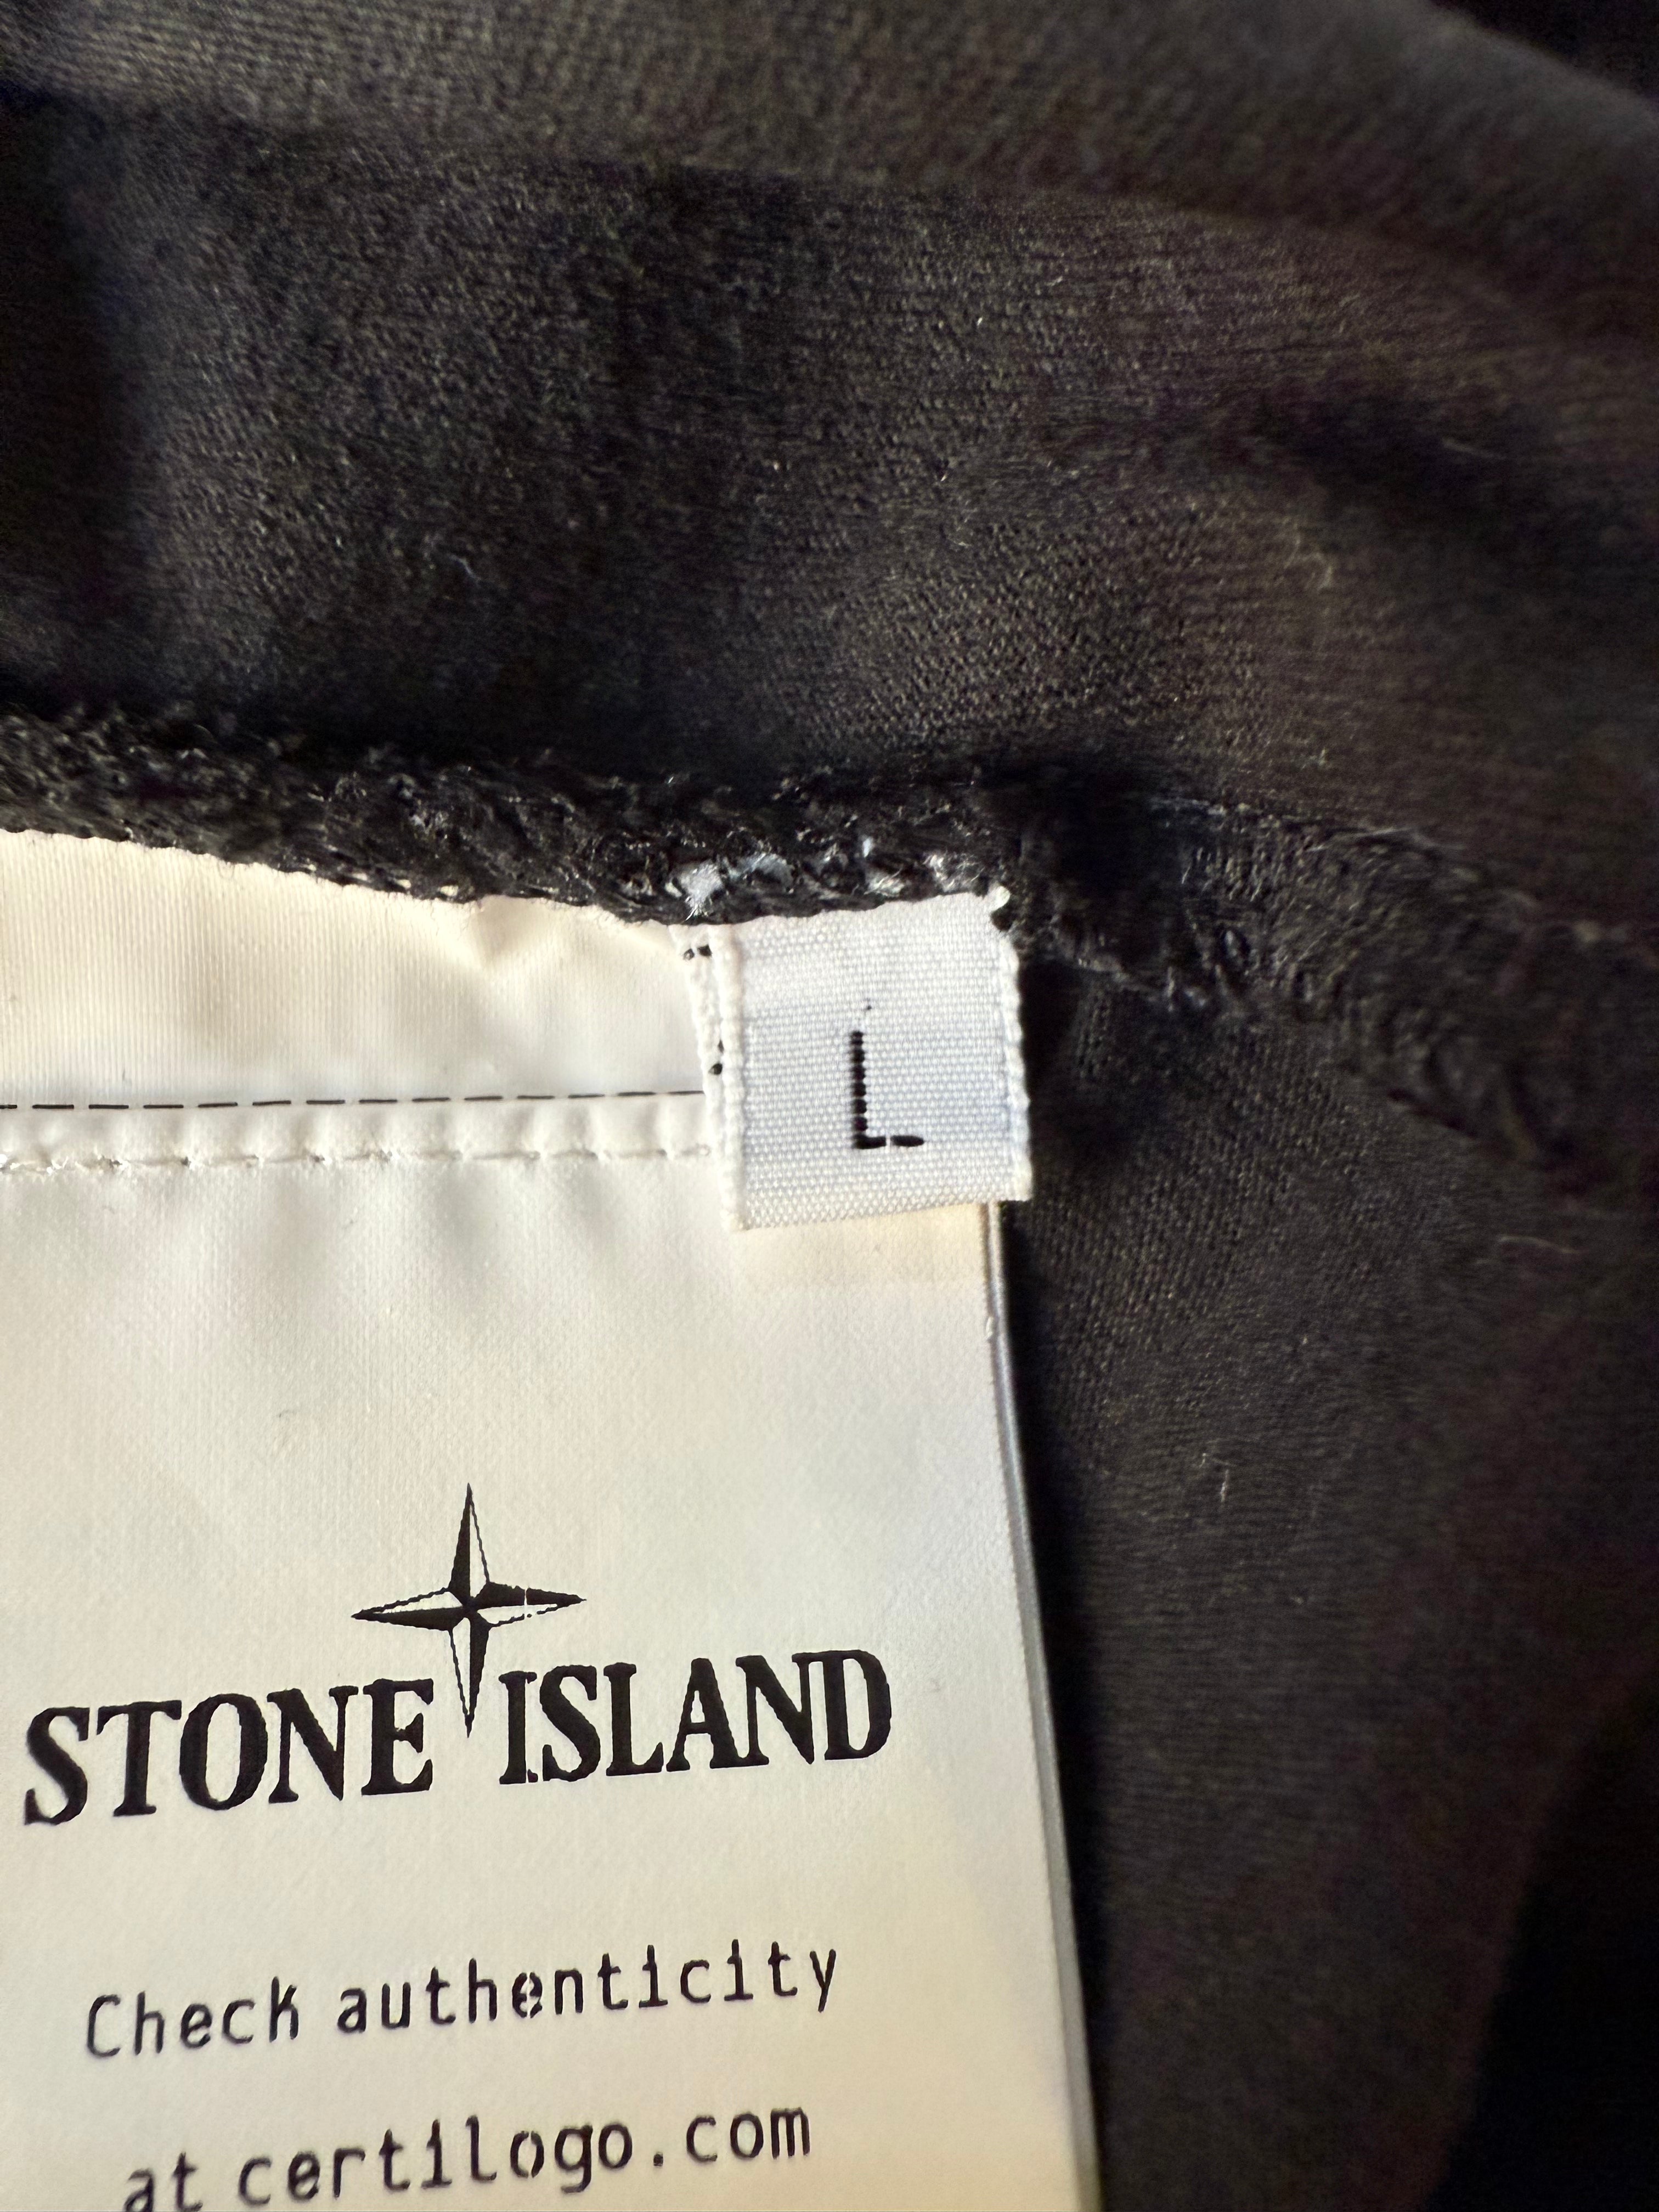 L
STONE ISLAND
Check authenticity
at certilogo.com